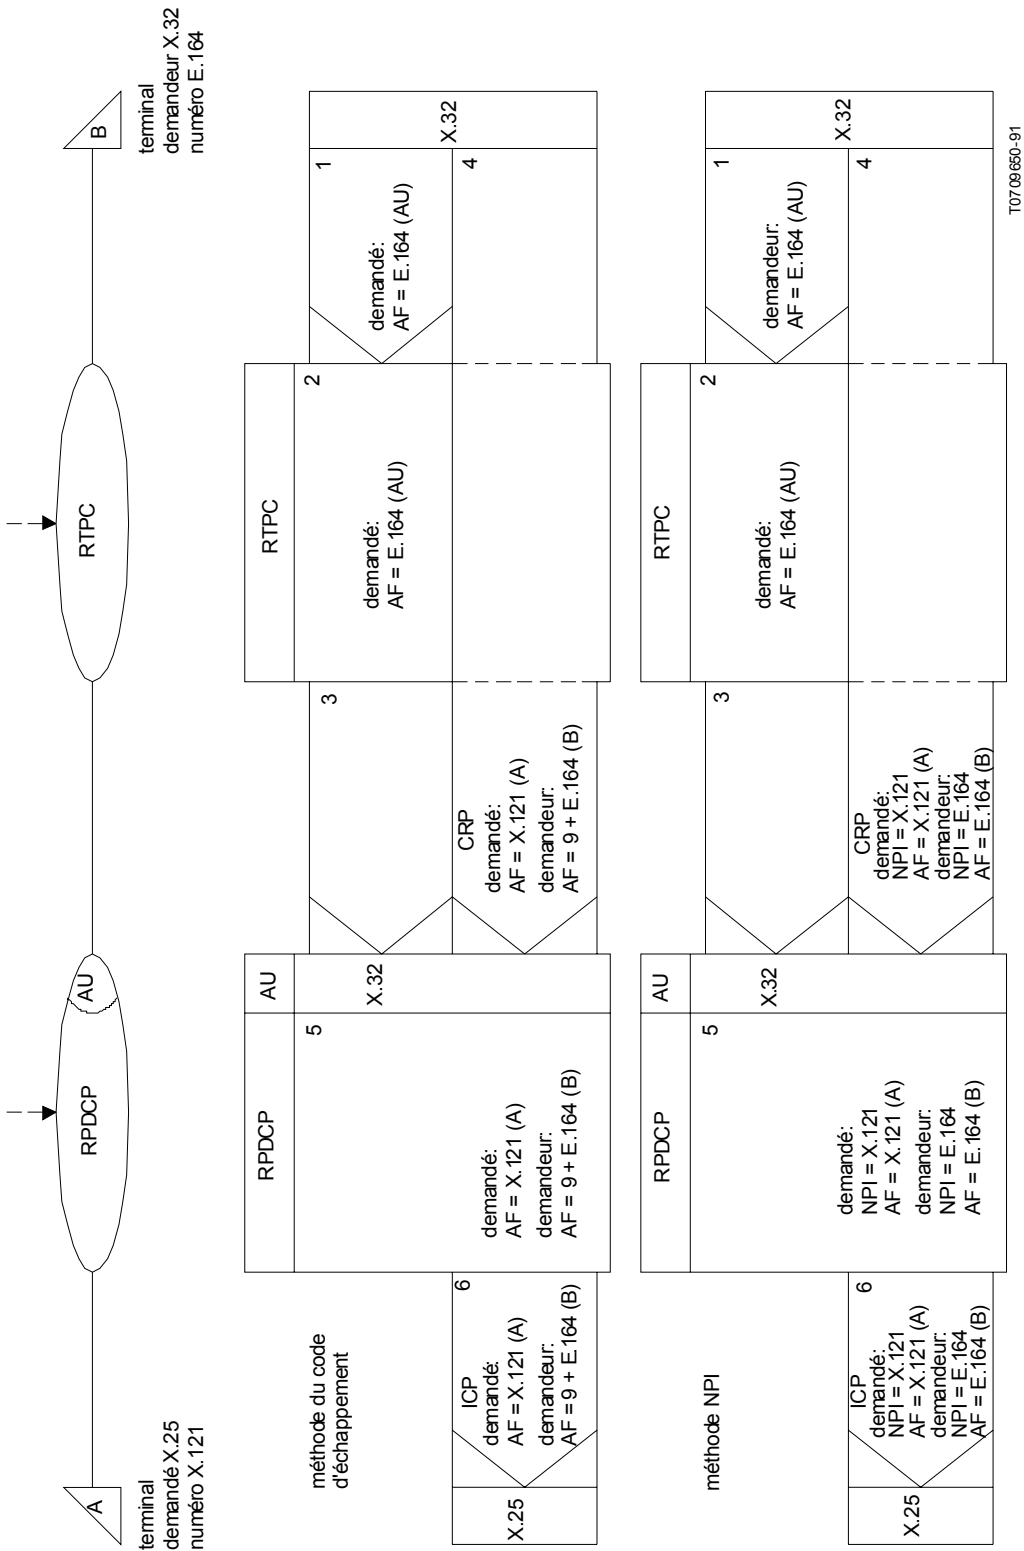 A
terminal
demandé X.25
numéro X.121
RPDCP
AU
RTPC
B
terminal
demandeur X.32
numéro E.164
méthode du code
d'échappement
X.25
6
ICP
demandé:
AF = X.121 (A)
demandeur:
AF = 9 + E.164 (B)
RPDCP
AU
5
X.32
demandé:
AF = X.121 (A)
demandeur:
AF = 9 + E.164 (B)
3
CRP
demandé:
AF = X.121 (A)
demandeur:
AF = 9 + E.164 (B)
RTPC
2
demandé:
AF = E.164 (AU)
1
demandé:
AF = E.164 (AU)
4
X.32
méthode NPI
X.25
6
ICP
demandé:
NPI = X.121
AF = X.121 (A)
demandeur:
NPI = E.164
AF = E.164 (B)
RPDCP
AU
5
X.32
demandé:
NPI = X.121
AF = X.121 (A)
demandeur:
NPI = E.164
AF = E.164 (B)
3
CRP
demandé:
NPI = X.121
AF = X.121 (A)
demandeur:
NPI = E.164
AF = E.164 (B)
RTPC
2
demandé:
AF = E.164 (AU)
1
demandeur:
AF = E.164 (AU)
4
X.32
T0709650-91